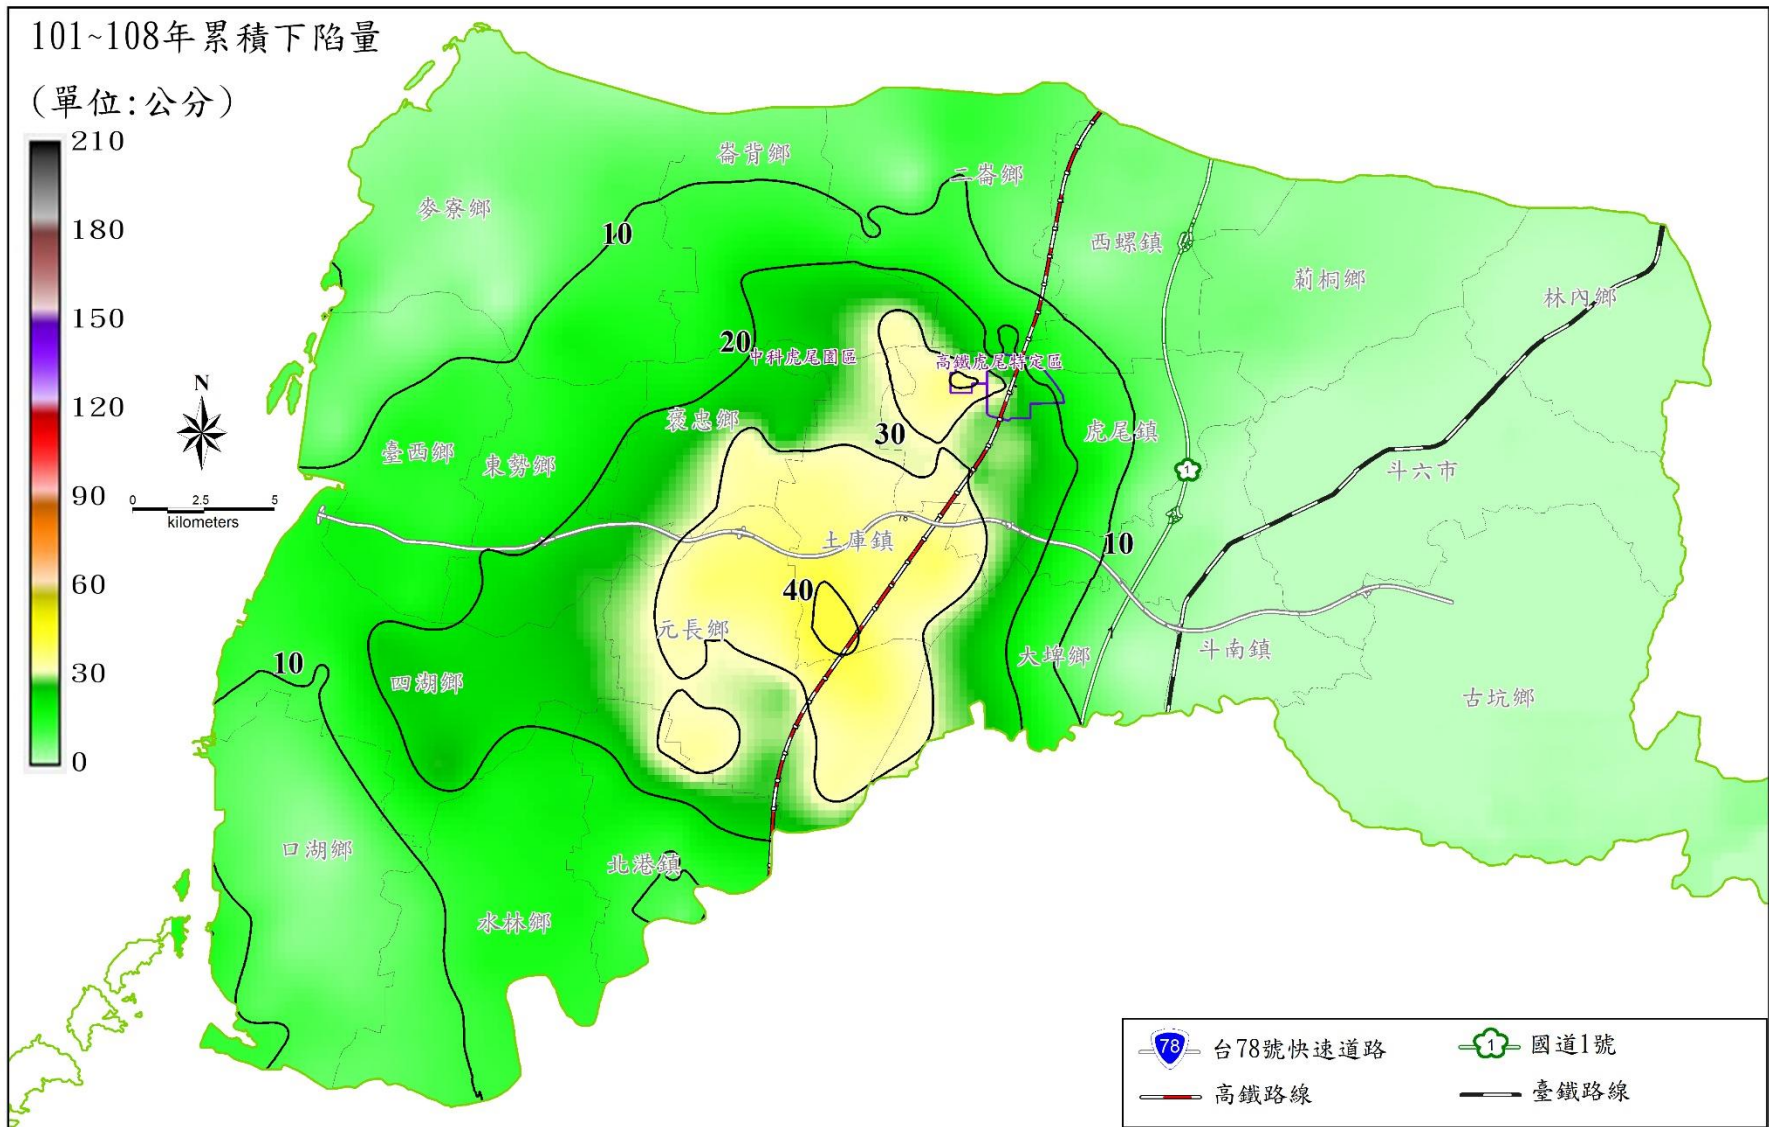 101~108年累積下陷量
(單位:公分)
210
180
150
120
90
60
30
0
N
0 2.5 5
kilometers
崙背鄉
二崙鄉
麥寮鄉
10
西螺鎮
莿桐鄉
林內鄉
20
中科虎尾園區
高鐵虎尾特定區
褒忠鄉
30
虎尾鎮
臺西鄉
東勢鄉
1
斗六市
78
土庫鎮
10
40
元長鄉
1
大埤鄉
斗南鎮
10
四湖鄉
古坑鄉
口湖鄉
北港鎮
水林鄉
78 台78號快速道路
1 國道1號
高鐵路線
臺鐵路線